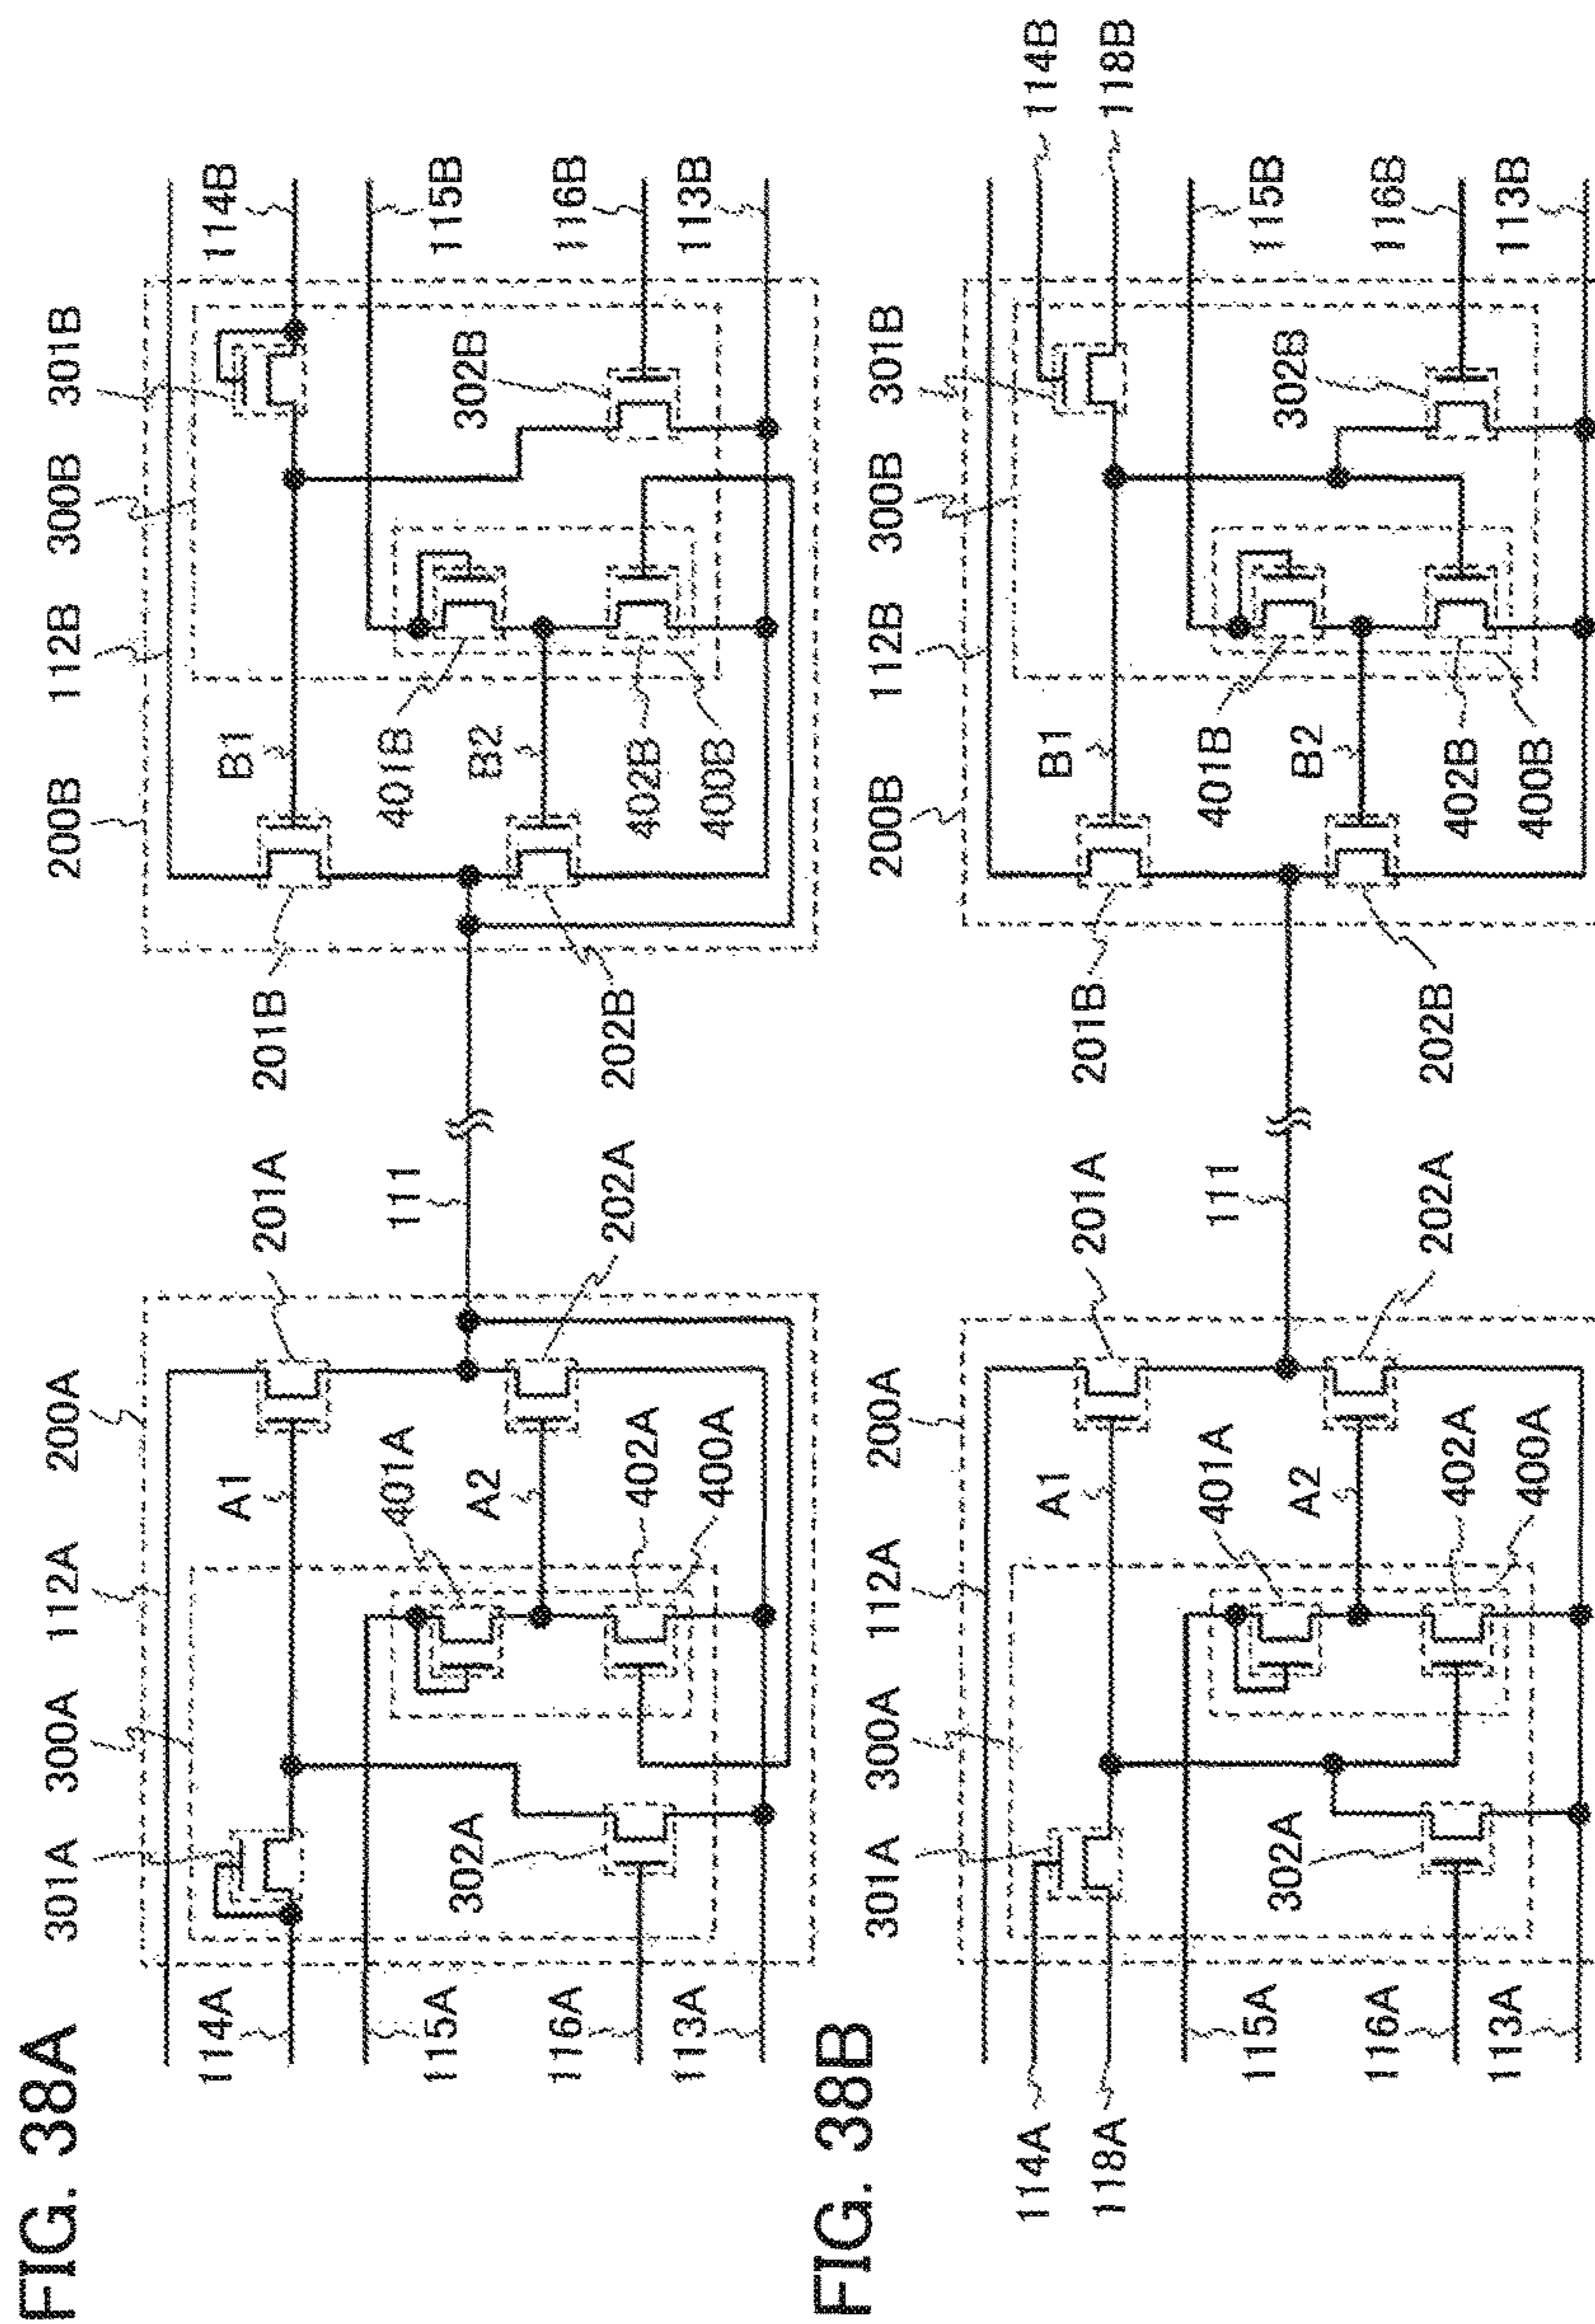 FIG. 38A
301A 300A 112A 200A 200B 112B 300B 301B
114A A1 B1 114B
201A 201B
401A 111 401B
115A 115B
302A A2 B2 302B
116A 116B
202A 202B
402A 402B
113A 113B
400A 400B
FIG. 38B
301A 300A 112A 200A 200B 112B 300B 301B
114A A1 B1 114B
118A 201A 201B 118B
401A 111 401B
115A 115B
302A A2 B2 302B
116A 116B
202A 202B
402A 402B
113A 113B
400A 400B